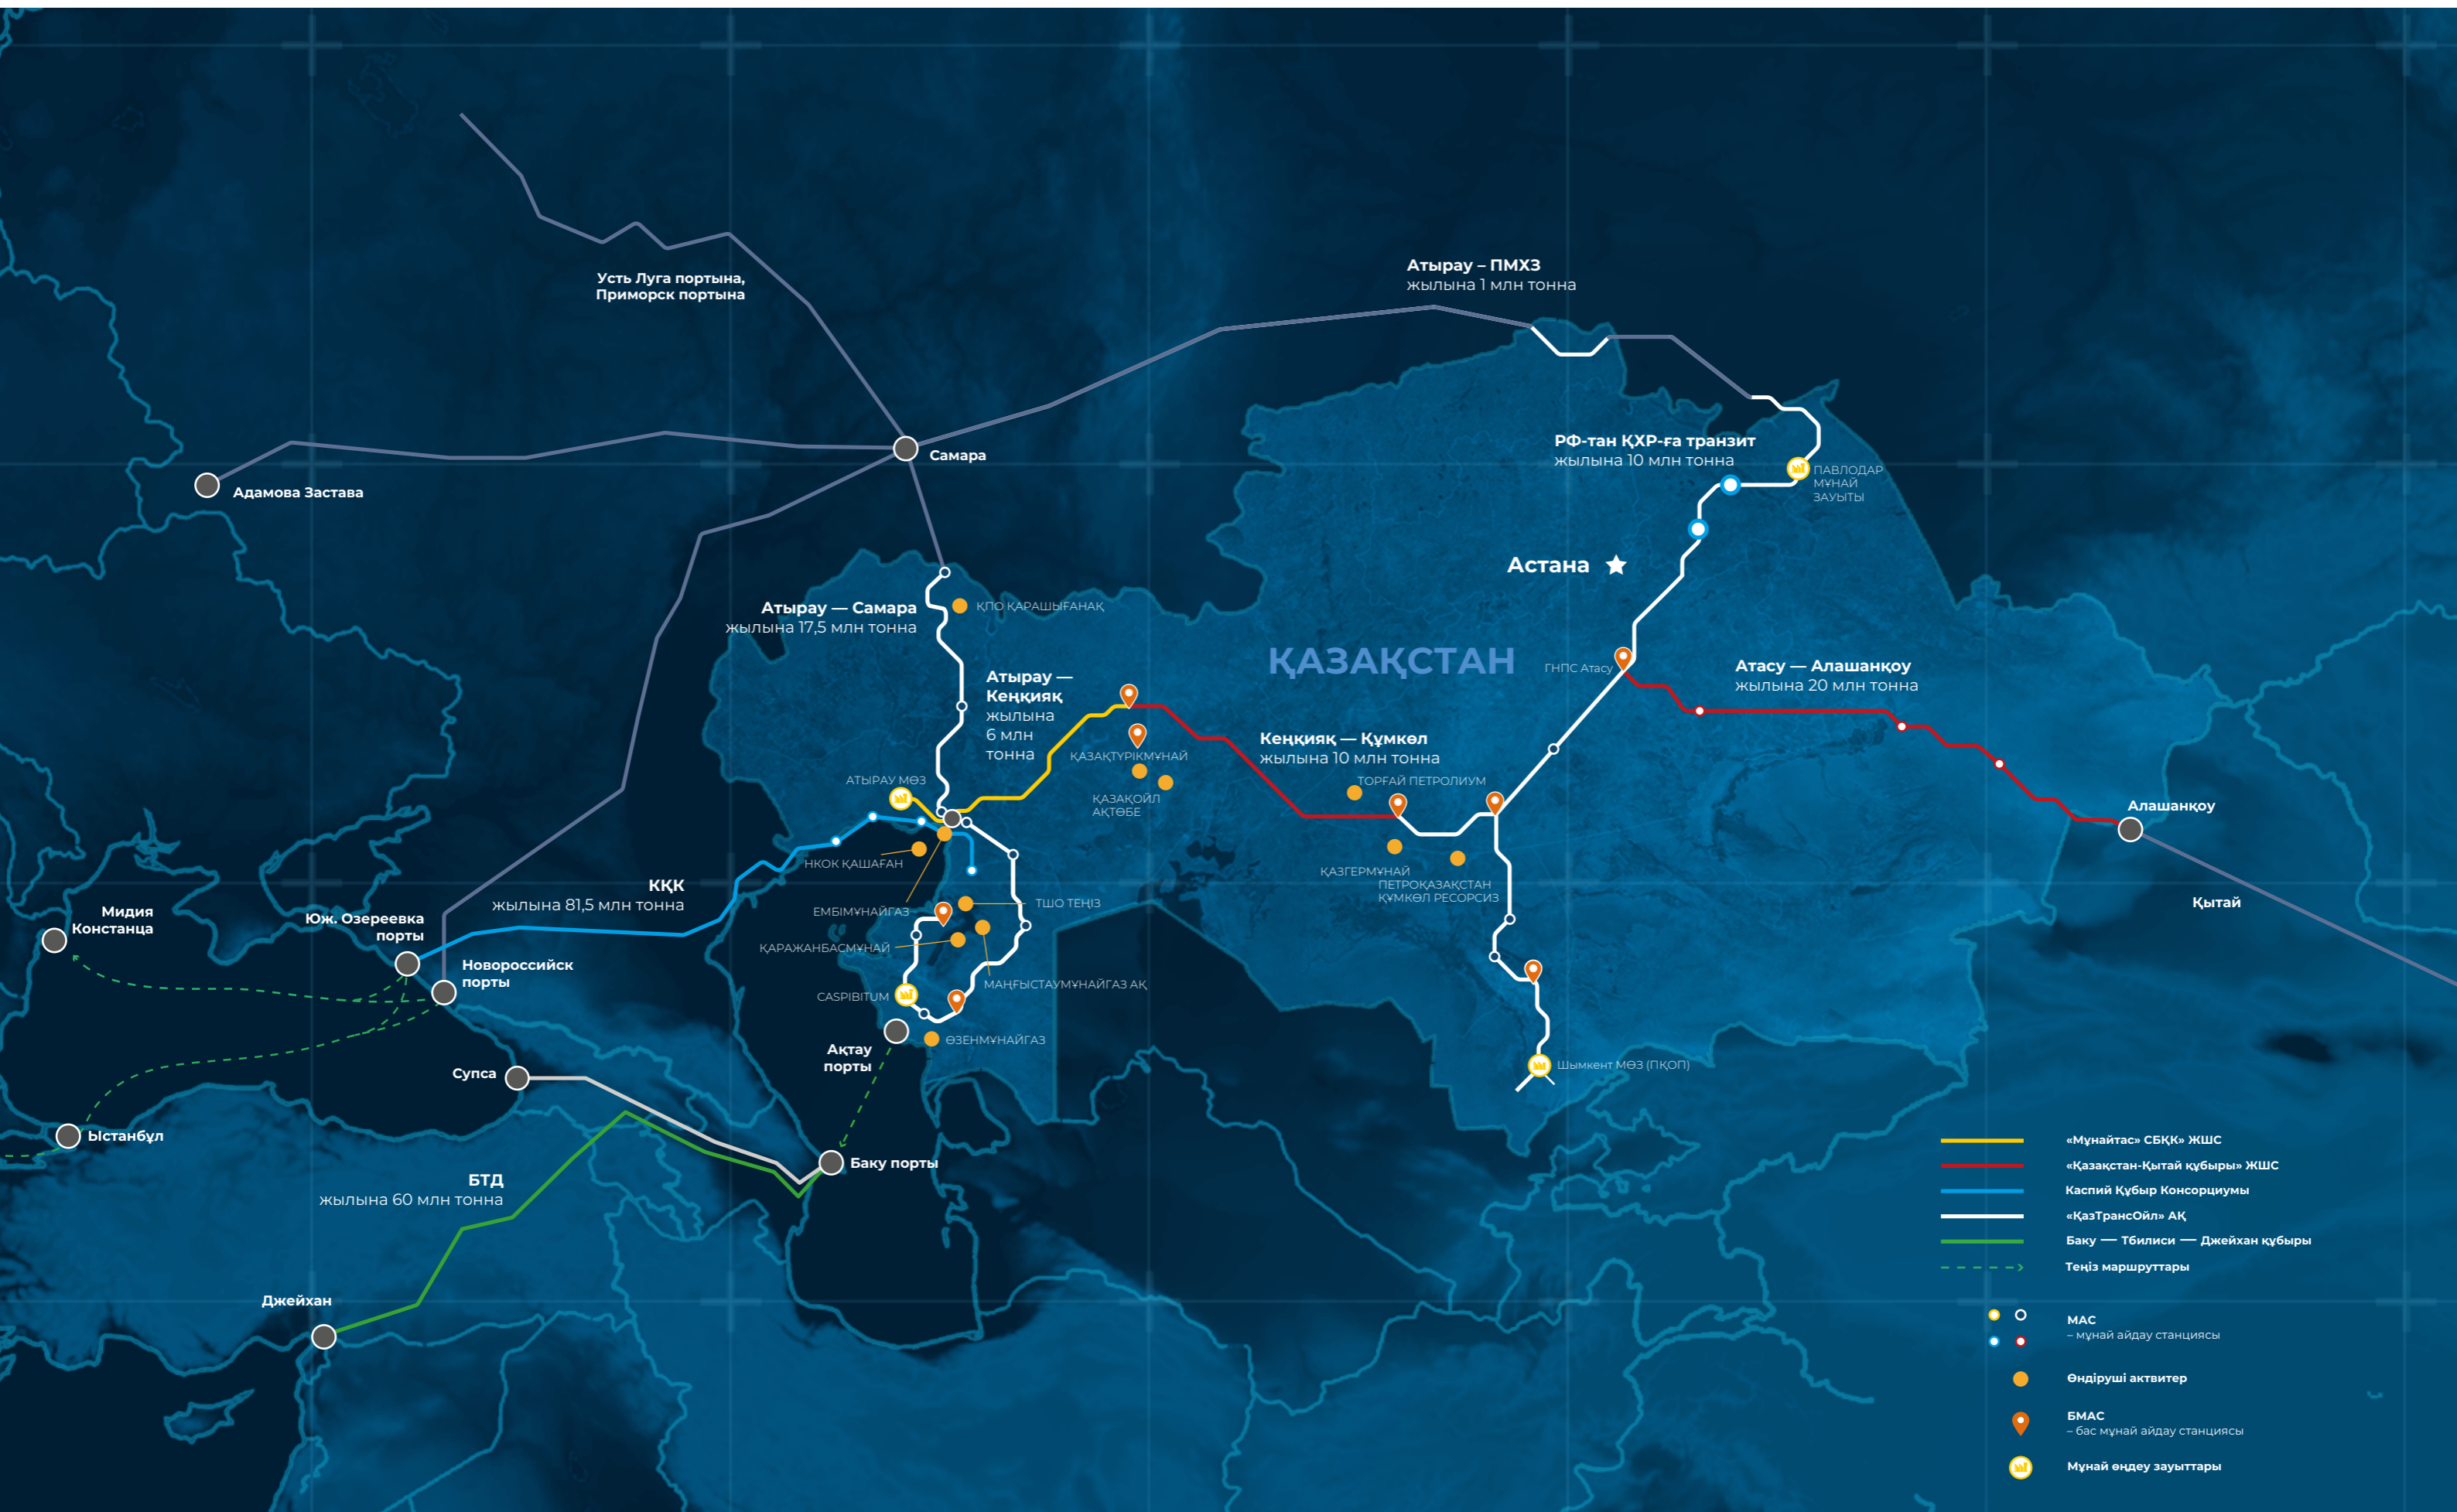 Атырау – ПМХЗ
жылына 1 млн тонна
Усть Луга портына,
Приморск портына
РФ-тан ҚХР-ға транзит
жылына 10 млн тонна
Самара
ПАВЛОДАР
МҰНАЙ
ЗАУЫТЫ
Адамова Застава
Астана
Атырау — Самара
жылына 17,5 млн тонна
ҚПО ҚАРАШЫҒАНАҚ
ҚАЗАҚСТАН
ГНПС Атасу
Атасу — Алашанқоу
жылына 20 млн тонна
Атырау —
Кеңқияқ
жылына
6 млн
тонна
Кеңқияқ — Құмкөл
жылына 10 млн тонна
ҚАЗАҚТҮРІКМҰНАЙ
АТЫРАУ МӨЗ
ТОРҒАЙ ПЕТРОЛИУМ
ҚАЗАҚОЙЛ
АҚТӨБЕ
Алашанқоу
НКОК ҚАШАҒАН
ҚАЗГЕРМҰНАЙ
ПЕТРОҚАЗАҚСТАН
ҚҰМКӨЛ РЕСОРСИЗ
КҚК
жылына 81,5 млн тонна
ТШО ТЕҢІЗ
Қытай
Мидия
Констанца
Юж. Озереевка
порты
ЕМБІМҰНАЙГАЗ
ҚАРАЖАНБАСМҰНАЙ
Новороссийск
порты
МАҢҒЫСТАУМҰНАЙГАЗ АҚ
CASPIBITUM
ӨЗЕНМҰНАЙГАЗ
Ақтау
порты
Супса
Шымкент МӨЗ (ПҚОП)
Ыстанбұл
Баку порты
БТД
жылына 60 млн тонна
Джейхан
«Мұнайтас» СБҚК» ЖШС
«Қазақстан-Қытай құбыры» ЖШС
Каспий Құбыр Консорциумы
«ҚазТрансОйл» АҚ
Баку — Тбилиси — Джейхан құбыры
Теңіз маршруттары
МАС
– мұнай айдау станциясы
Өндіруші актвитер
БМАС
– бас мұнай айдау станциясы
Мұнай өңдеу зауыттары